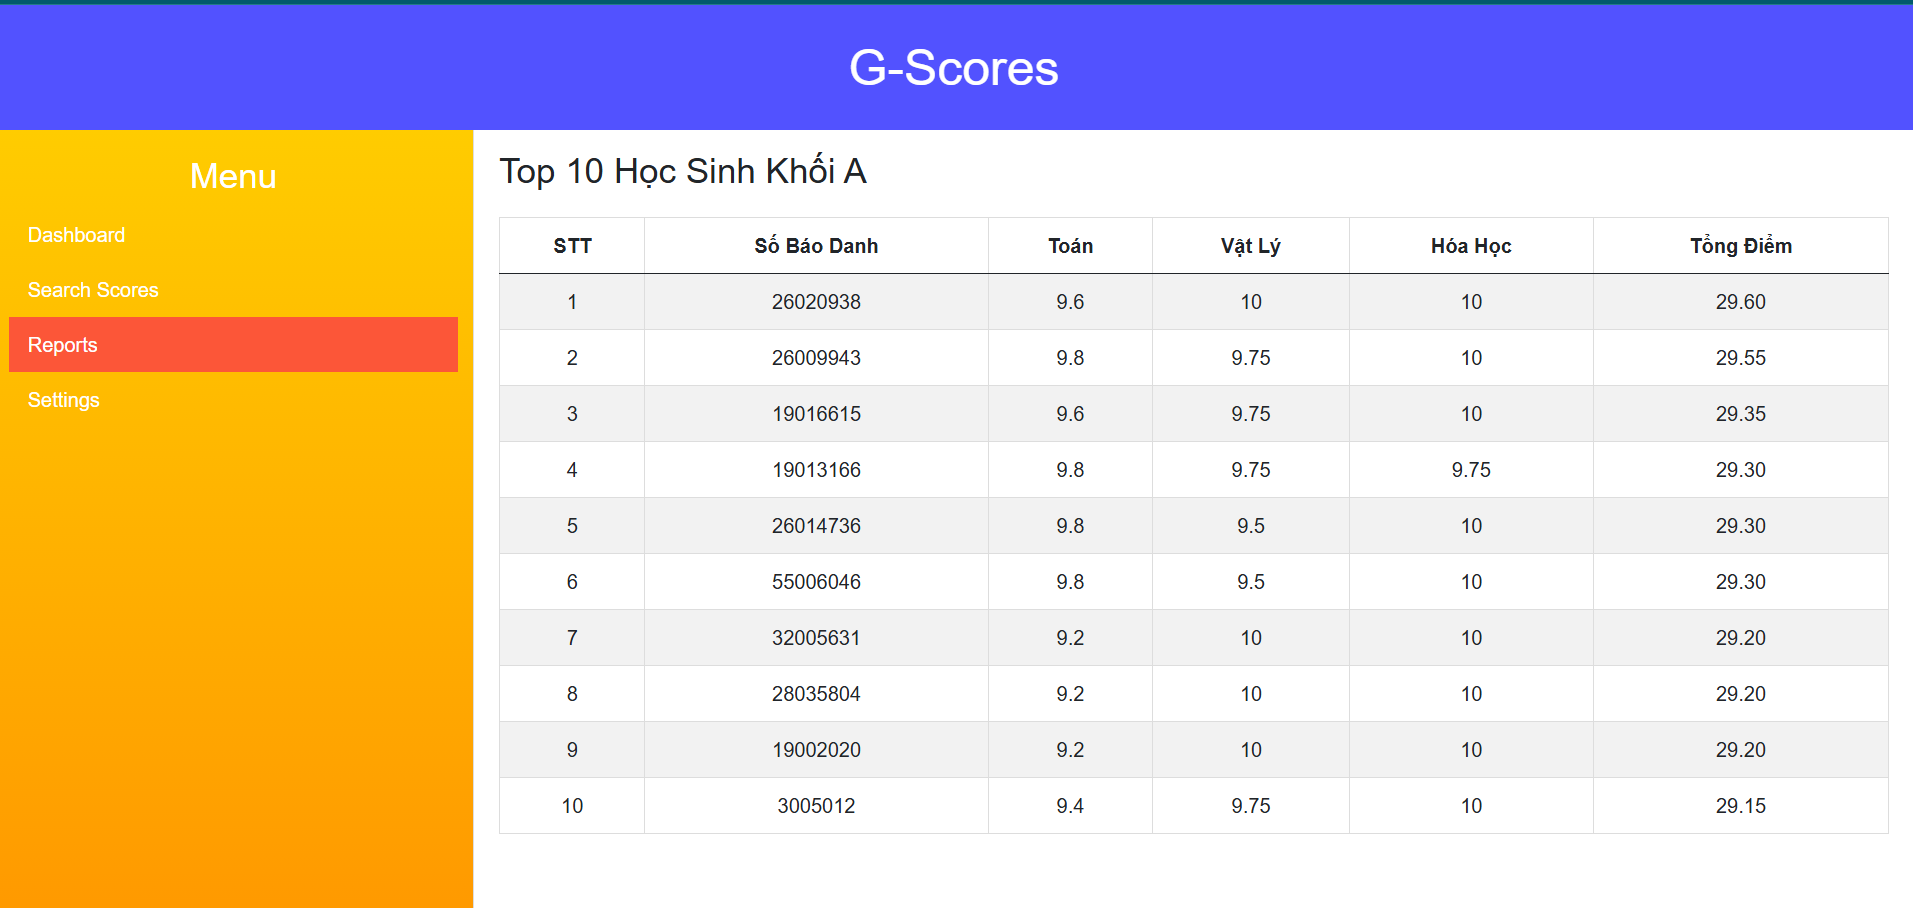 G-Scores
Menu
Dashboard
Search Scores
Reports
Settings
Top 10 Học Sinh Khối A
STT Số Báo Danh Toán Vật Lý Hóa Học Tổng Điểm
1 26020938 9.6 10 10 29.60
2 26009943 9.8 9.75 10 29.55
3 19016615 9.6 9.75 10 29.35
4 19013166 9.8 9.75 9.75 29.30
5 26014736 9.8 9.5 10 29.30
6 55006046 9.8 9.5 10 29.30
7 32005631 9.2 10 10 29.20
8 28035804 9.2 10 10 29.20
9 19002020 9.2 10 10 29.20
10 3005012 9.4 9.75 10 29.15